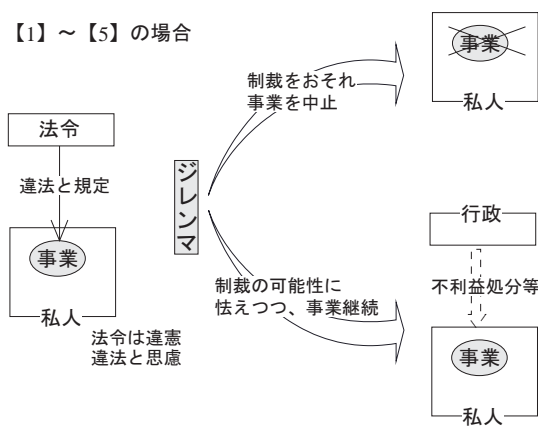 【1】～【5】の場合
法令
違法と規定
事業
私人
法令は違憲
違法と思慮
ジレンマ
制裁をおそれ
事業を中止
事業
私人
制裁の可能性に
怯えつつ、事業継続
行政
不利益処分等
事業
私人